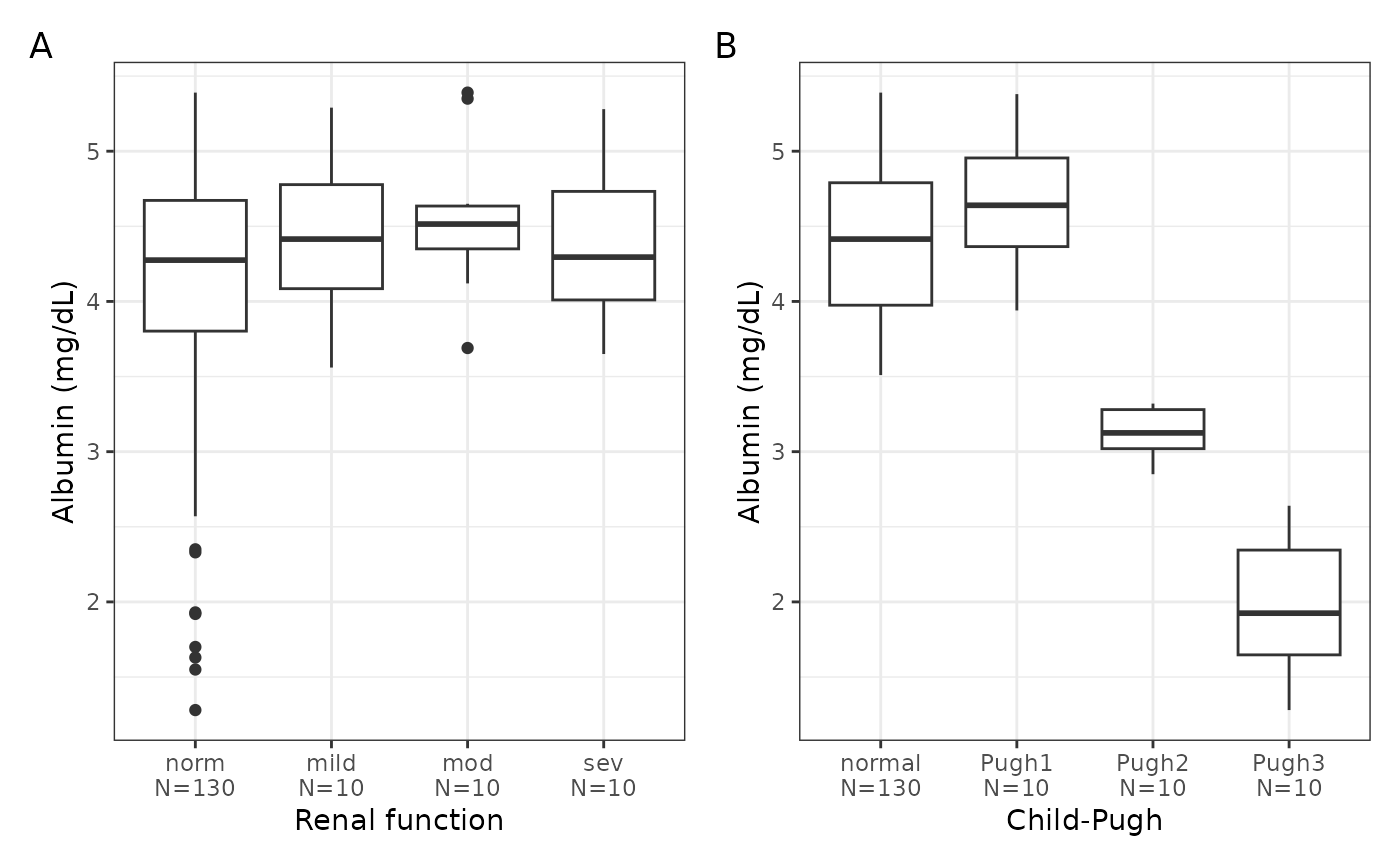 A
Albumin (mg/dL)
5
4
3
2
norm mild mod sev
N=130 N=10 N=10 N=10
Renal function
B
Albumin (mg/dL)
5
4
3
2
normal Pugh1 Pugh2 Pugh3
N=130 N=10 N=10 N=10
Child-Pugh